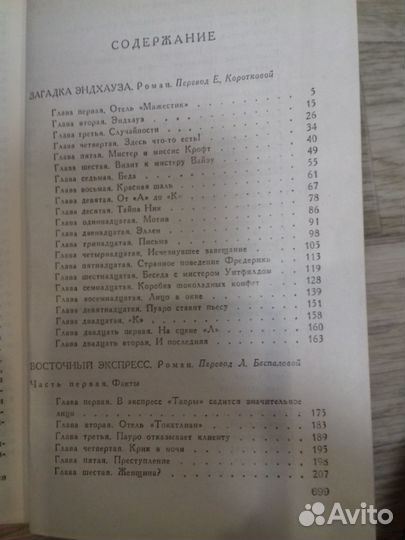 СОДЕРЖАНИЕ
ЗАГАДКА ЭНДХАУЗА. Роман. Перевод Е. Коротковой
Глава первая. Отель «Мажестик» 5
Глава вторая. Эндхауз 15
Глава третья. Случайности 26
Глава четвертая. Здесь что-то есть! 34
Глава пятая. Мистер и миссис Крофт 40
Глава шестая. Визит к мистеру Вайзу 49
Глава седьмая. Беда 55
Глава восьмая. Красная шаль 61
Глава девятая. От «А» до «К» 67
Глава десятая. Тайна Ник 78
Глава одиннадцатая. Мотив 86
Глава двенадцатая. Эллен 91
Глава тринадцатая. Письма 98
Глава четырнадцатая. Исчезнувшее завещание 105
Глава пятнадцатая. Странное поведение Фредерики 113
Глава шестнадцатая. Беседа с мистером Уитфилдом 119
Глава семнадцатая. Коробка шоколадных конфет 128
Глава восемнадцатая. Лицо в окне 139
Глава девятнадцатая. Пуаро ставит пьесу 151
Глава двадцатая. «К» 158
Глава двадцать первая. На сцене «Л» 160
Глава двадцать вторая. И последняя 163
ВОСТОЧНЫЙ ЭКСПРЕСС. Роман. Перевод Л. Беспаловой
Часть первая. Факты
Глава первая. В экспресс «Тавры» садится значительное
лицо 175
Глава вторая. Отель «Токатлиан» 183
Глава третья. Пуаро отказывает клиенту 189
Глава четвертая. Крик в ночи 195
Глава пятая. Преступление 198
Глава шестая. Женщина? 207
699
Avito